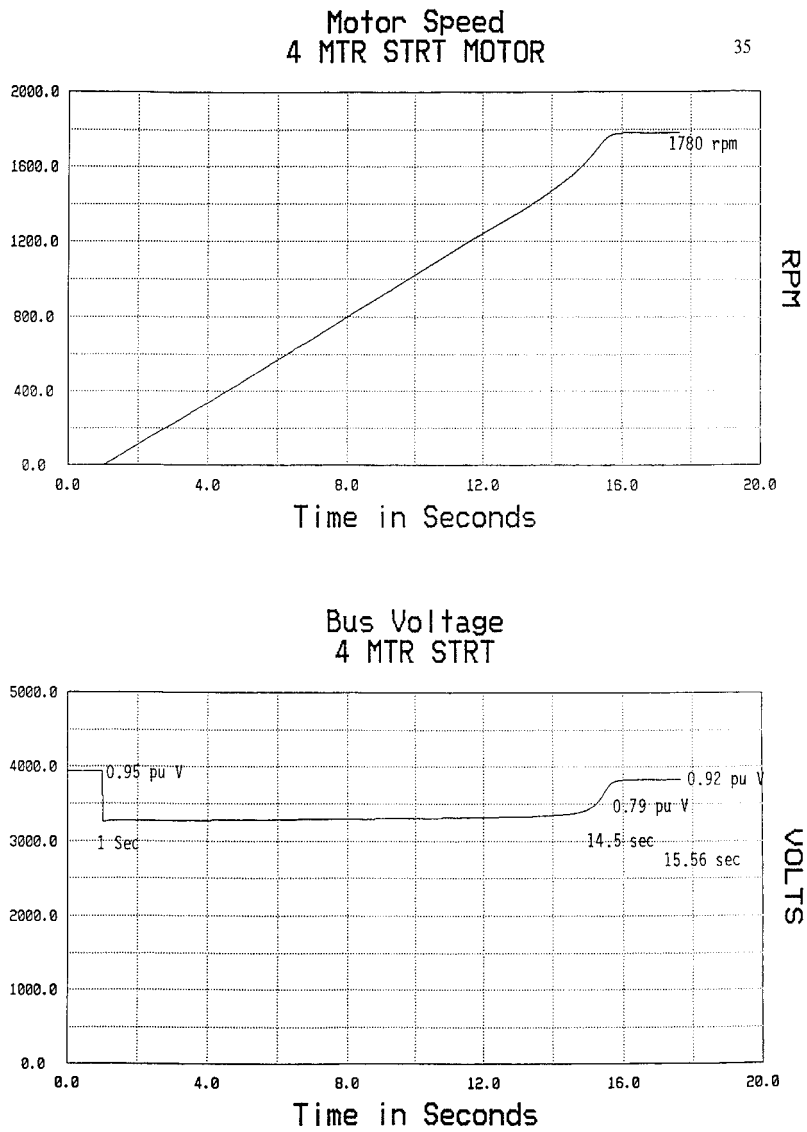 Motor Speed
4 MTR STRT MOTOR
35
2000.0
1600.0
1200.0
800.0
400.0
0.0
1780 rpm
RPM
0.0 4.0 8.0 12.0 16.0 20.0
Time in Seconds
Bus Voltage
4 MTR STRT
5000.0
4000.0
3000.0
2000.0
1000.0
0.0
0.95 pu V
0.92 pu V
0.79 pu V
1 Sec
14.5 sec
15.56 sec
VOLTS
0.0 4.0 8.0 12.0 16.0 20.0
Time in Seconds